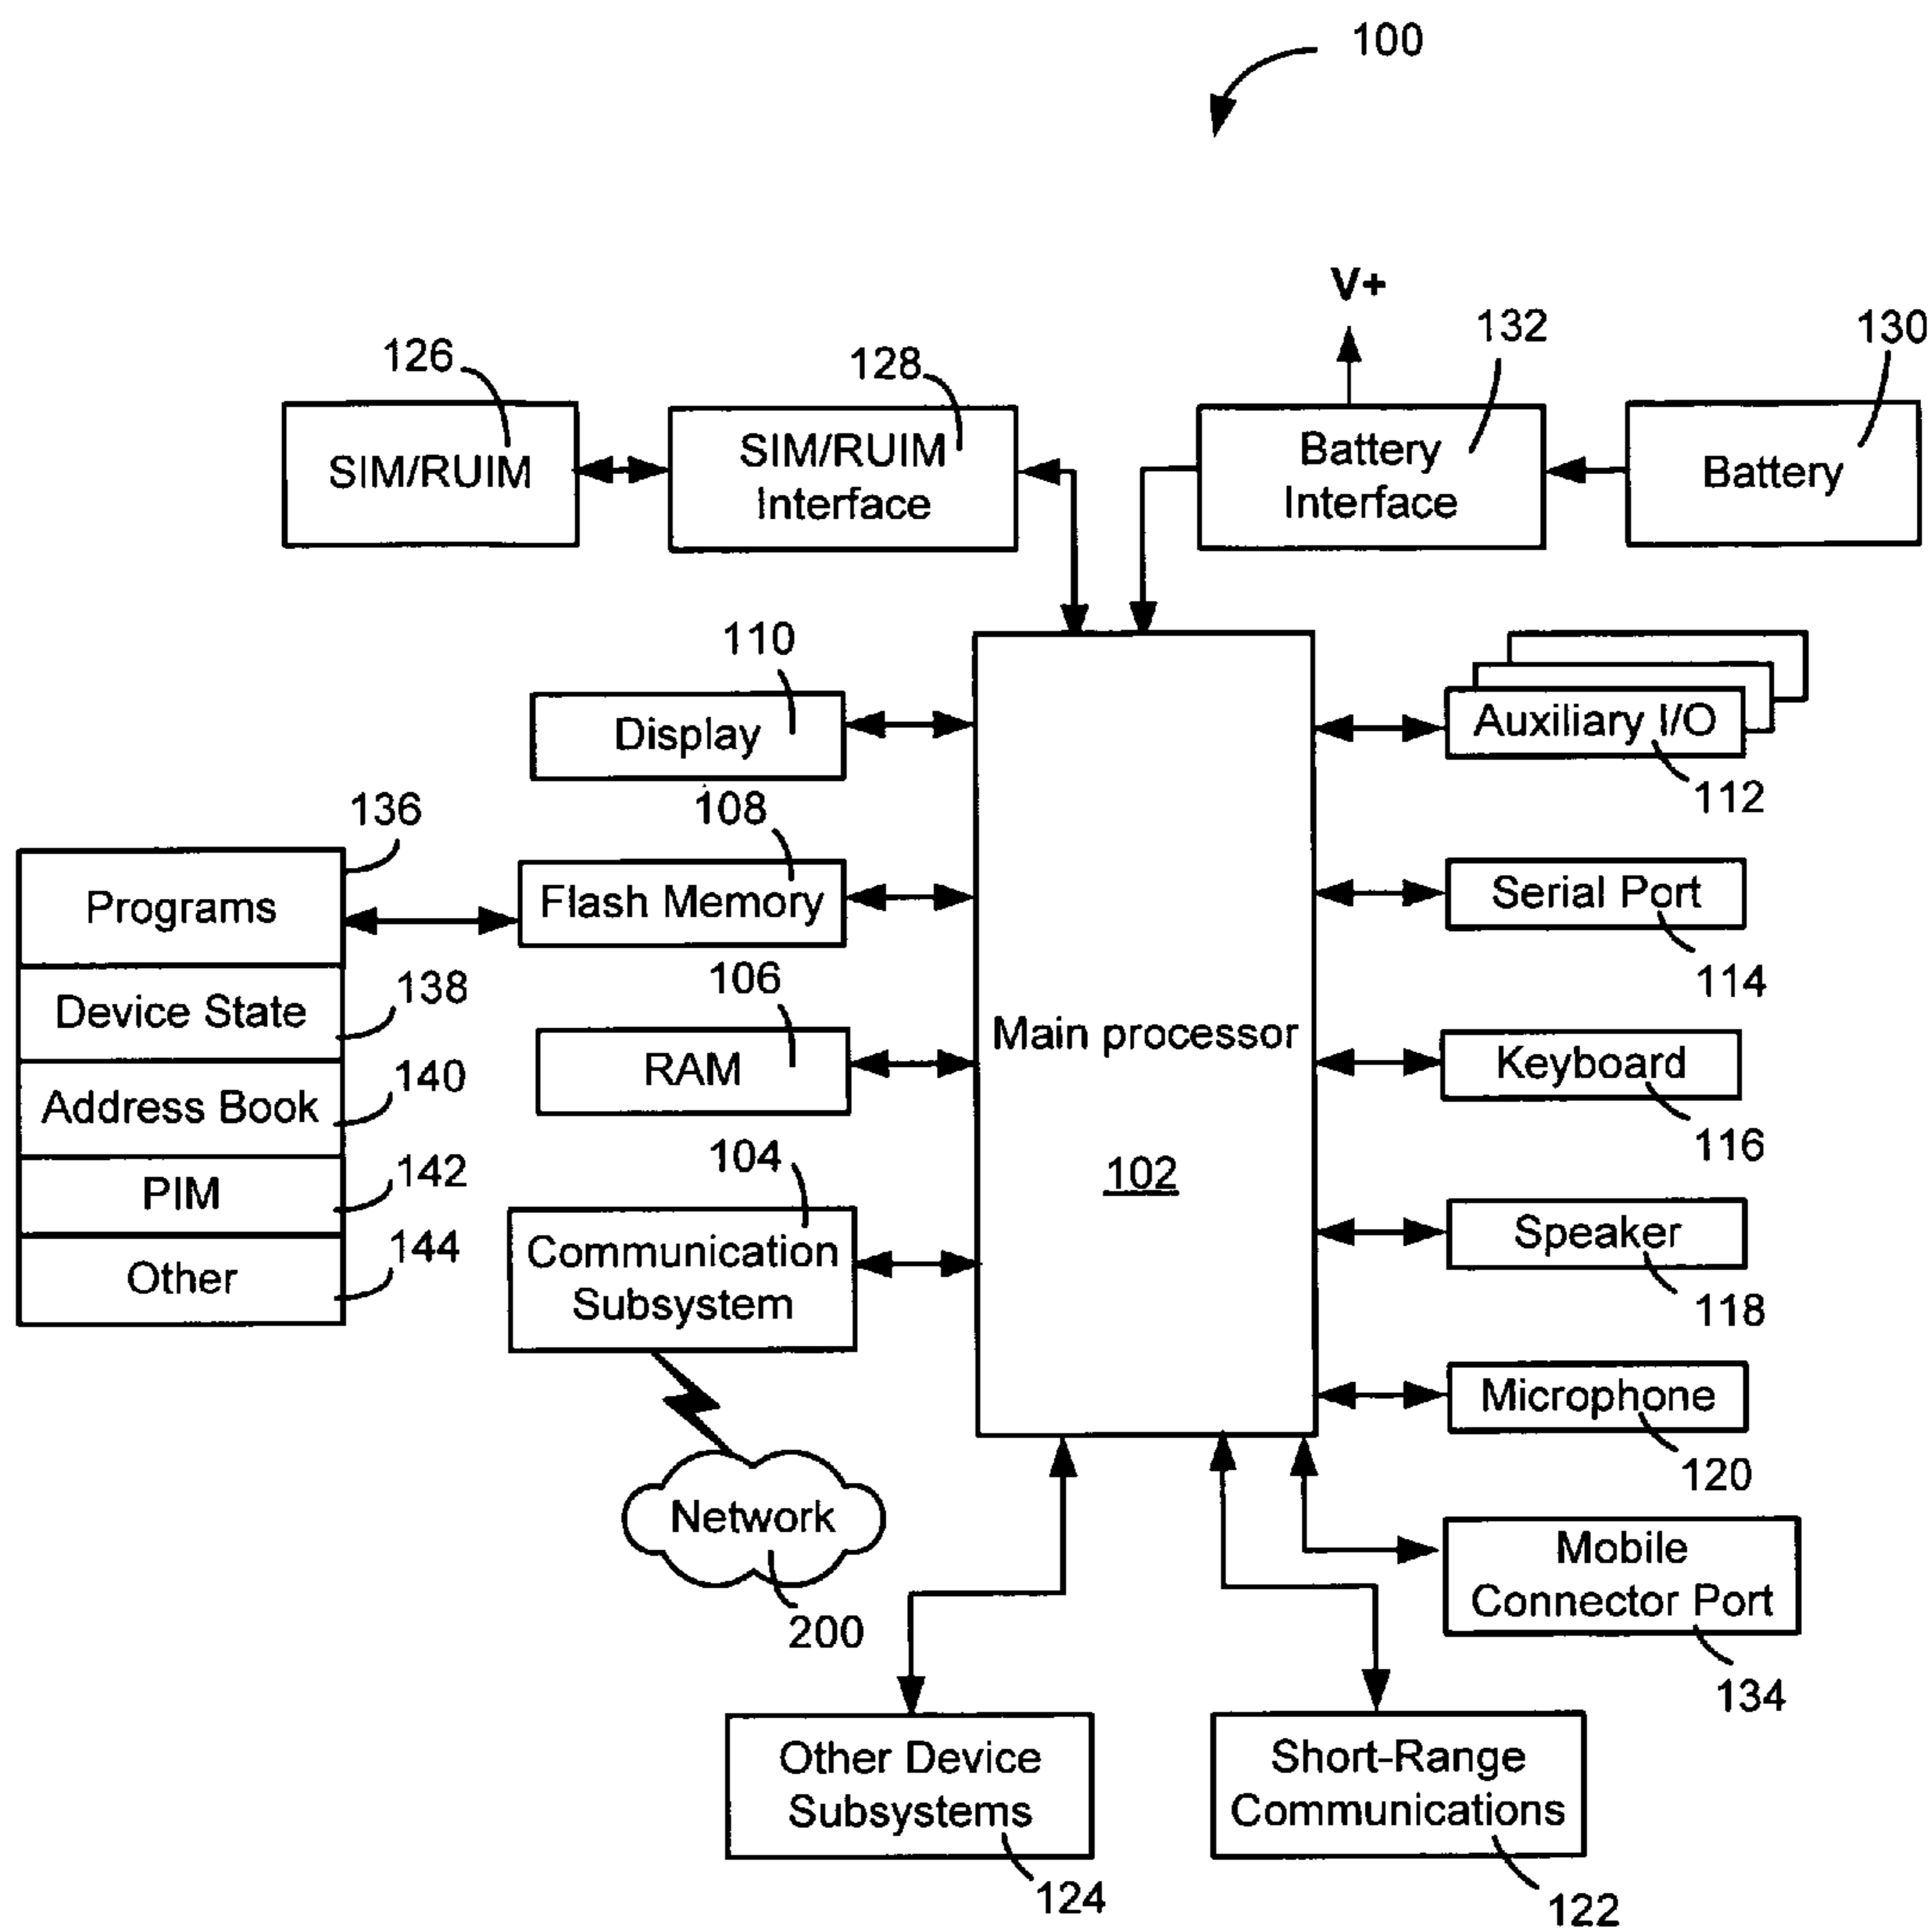 100
V+
126
128
132
130
SIM/RUIM
SIM/RUIM
Interface
Battery
Interface
Battery
110
Display
Auxiliary I/O
112
136
108
Programs
Flash Memory
Serial Port
114
138
106
Device State
RAM
Main processor
102
Keyboard
116
140
Address Book
104
142
PIM
Communication
Subsystem
Speaker
118
144
Other
Microphone
120
Network
200
Mobile
Connector Port
134
Other Device
Subsystems
124
Short-Range
Communications
122